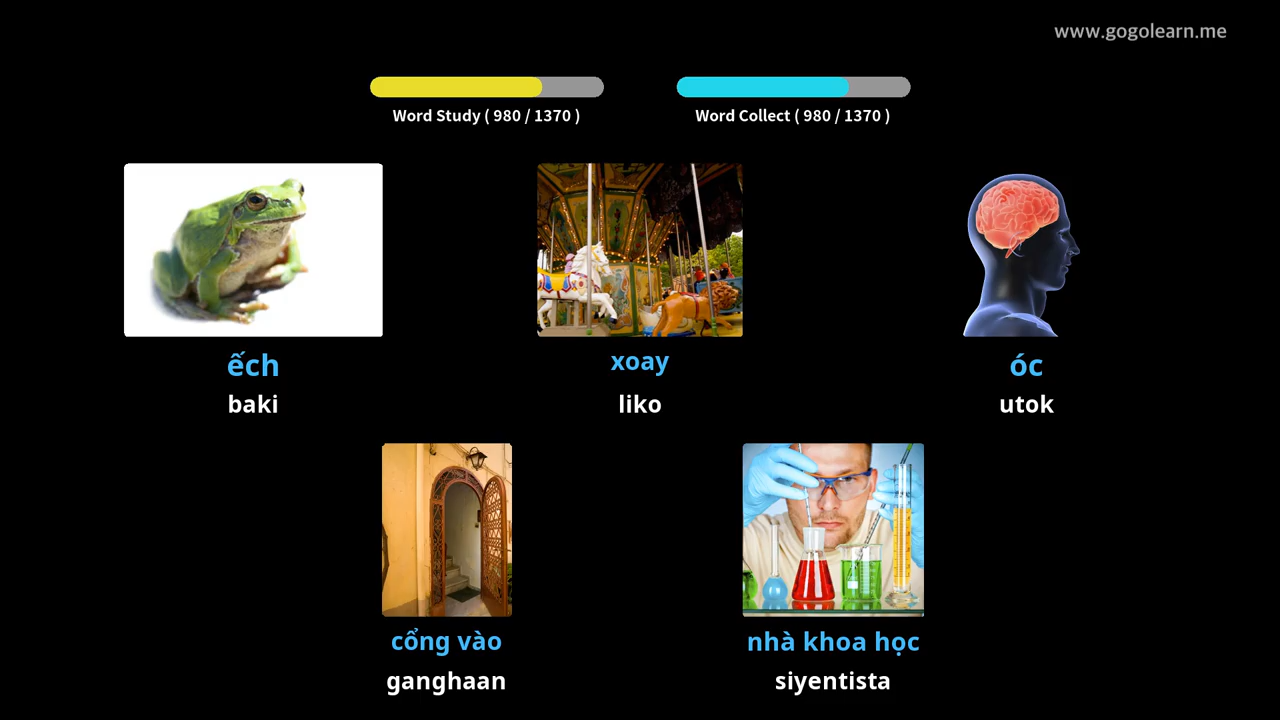 www.gogolearn.me
Word Study ( 980 / 1370 )
Word Collect ( 980 / 1370 )
ếch
baki
xoay
liko
óc
utok
cổng vào
ganghaan
nhà khoa học
siyentista